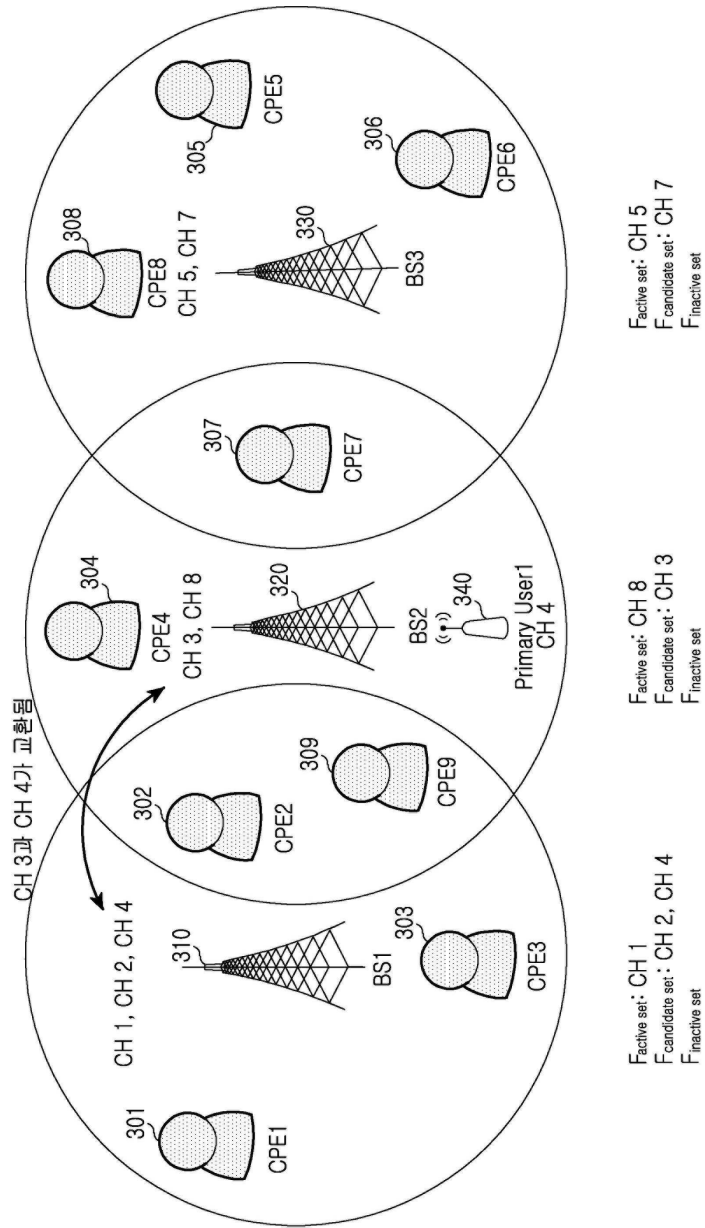 CH 3과 CH 4가 교환됨
301
CPE1
CH 1, CH 2, CH 4
310
BS1
303
CPE3
302
CPE2
309
CPE9
304
CPE4
CH 3, CH 8
320
BS2
340
Primary User1
CH 4
307
CPE7
308
CPE8
CH 5, CH 7
330
BS3
305
CPE5
306
CPE6
Factive set: CH 1
Fcandidate set: CH 2, CH 4
Finactive set
Factive set: CH 8
Fcandidate set: CH 3
Finactive set
Factive set: CH 5
Fcandidate set: CH 7
Finactive set